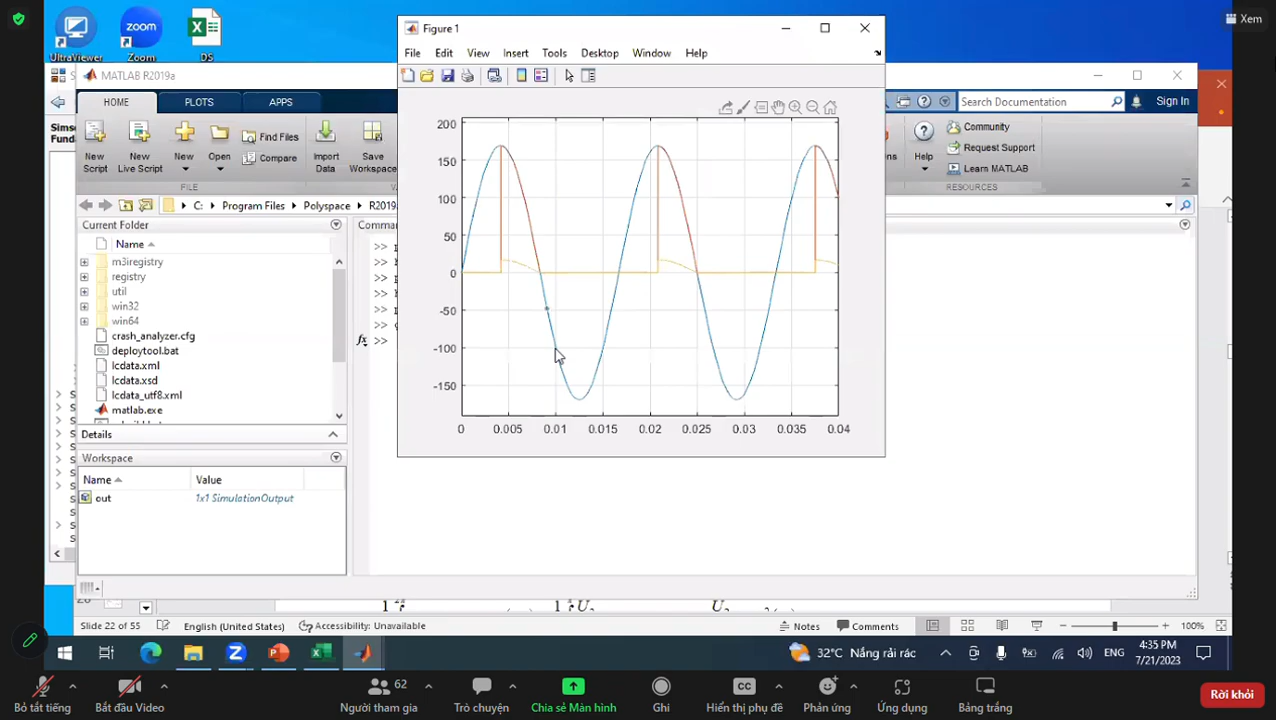 Xem
UltraViewer
Zoom
DS
Figure 1
File Edit View Insert Tools Desktop Window Help
MATLAB R2019a
HOME PLOTS APPS
Search Documentation
Sign In
New Script
New Live Script
New
Open
Find Files
Compare
Import Data
Save Workspace
Help
Community
Request Support
Learn MATLAB
FILE
RESOURCES
C: Program Files Polyspace R2019
Current Folder
Name
m3iregistry
registry
util
win32
win64
crash_analyzer.cfg
deploytool.bat
lcdata.xml
lcdata.xsd
lcdata_utf8.xml
matlab.exe
Details
Workspace
Name Value
out 1x1 SimulationOutput
>>
>>
>>
>>
>>
>>
fx >>
200
150
100
50
0
-50
-100
-150
0 0.005 0.01 0.015 0.02 0.025 0.03 0.035 0.04
Slide 22 of 55 English (United States) Accessibility: Unavailable Notes Comments 100%
32°C Nắng rải rác ENG 4:35 PM
7/21/2023
62
Bỏ tắt tiếng Bắt đầu Video Người tham gia Trò chuyện Chia sẻ Màn hình Ghi Hiển thị phụ đề Phản ứng Ứng dụng Bảng trắng Rời khỏi